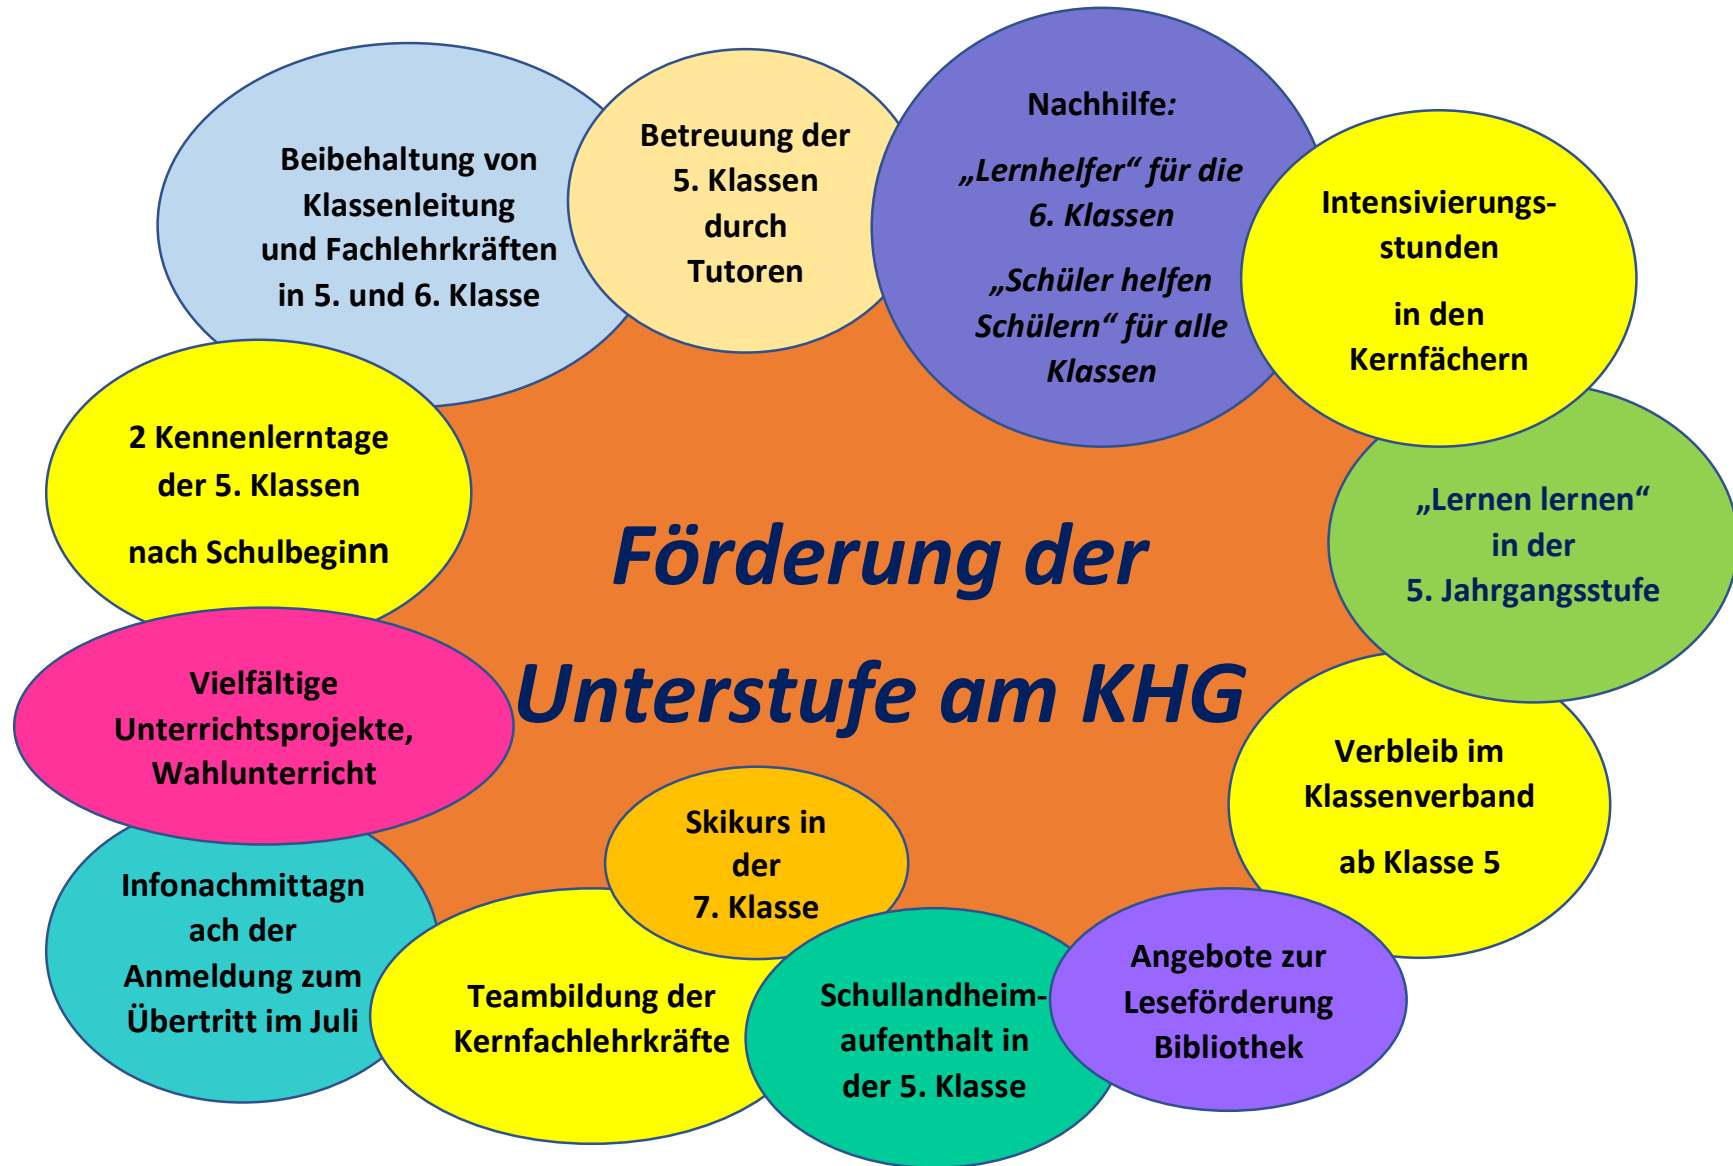 Beibehaltung von
Klassenleitung
und Fachlehrkräften
in 5. und 6. Klasse
Betreuung der
5. Klassen
durch
Tutoren
Nachhilfe:
„Lernhelfer“ für die
6. Klassen
„Schüler helfen
Schülern“ für alle
Klassen
Intensivierungs-
stunden
in den
Kernfächern
2 Kennenlerntage
der 5. Klassen
nach Schulbeginn
„Lernen lernen“
in der
5. Jahrgangsstufe
Förderung der
Unterstufe am KHG
Vielfältige
Unterrichtsprojekte,
Wahlunterricht
Verbleib im
Klassenverband
ab Klasse 5
Skikurs in
der
7. Klasse
Infonachmittagn
ach der
Anmeldung zum
Übertritt im Juli
Teambildung der
Kernfachlehrkräfte
Schullandheim-
aufenthalt in
der 5. Klasse
Angebote zur
Leseförderung
Bibliothek